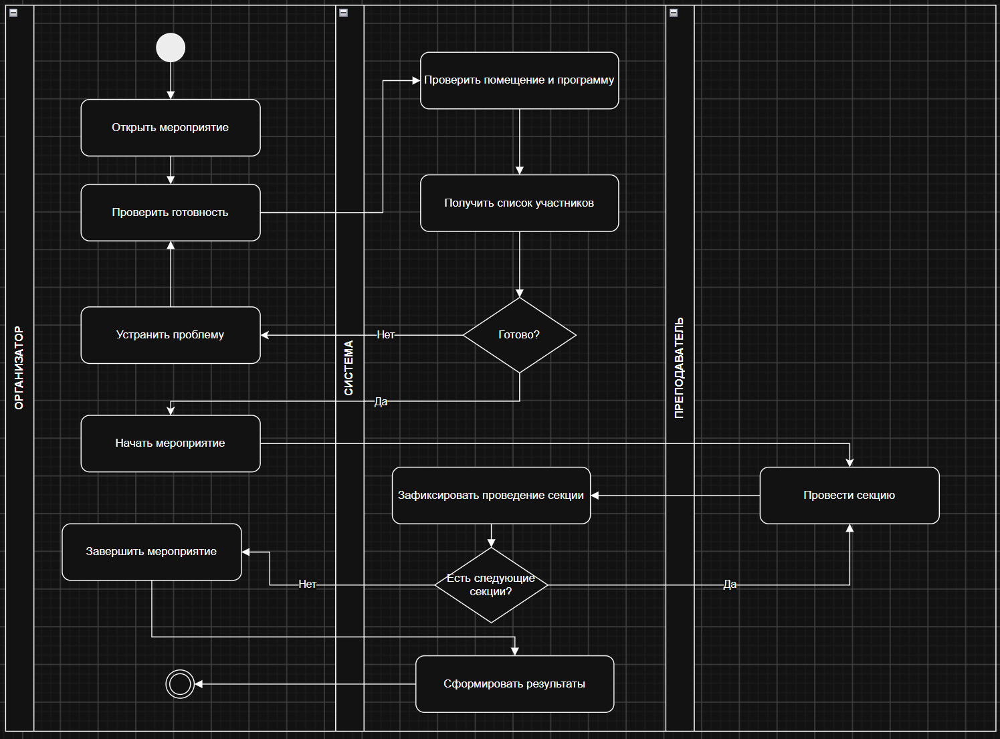 ОРГАНИЗАТОР
СИСТЕМА
ПРЕПОДАВАТЕЛЬ
Открыть мероприятие
Проверить готовность
Проверить помещение и программу
Получить список участников
Готово?
Нет
Устранить проблему
Да
Начать мероприятие
Провести секцию
Зафиксировать проведение секции
Есть следующие
секции?
Да
Нет
Завершить мероприятие
Сформировать результаты